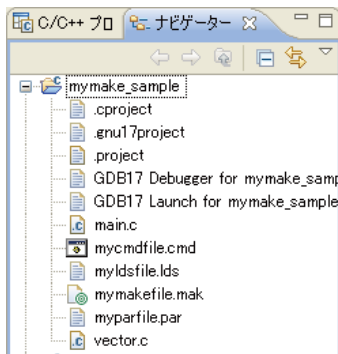 C/C++ プロ ナビゲーター
mymake_sample
.cproject
.gnu17project
.project
GDB17 Debugger for mymake_samp
GDB17 Launch for mymake_sample
main.c
mycmdfile.cmd
myldsfile.lds
mymakefile.mak
myparfile.par
vector.c